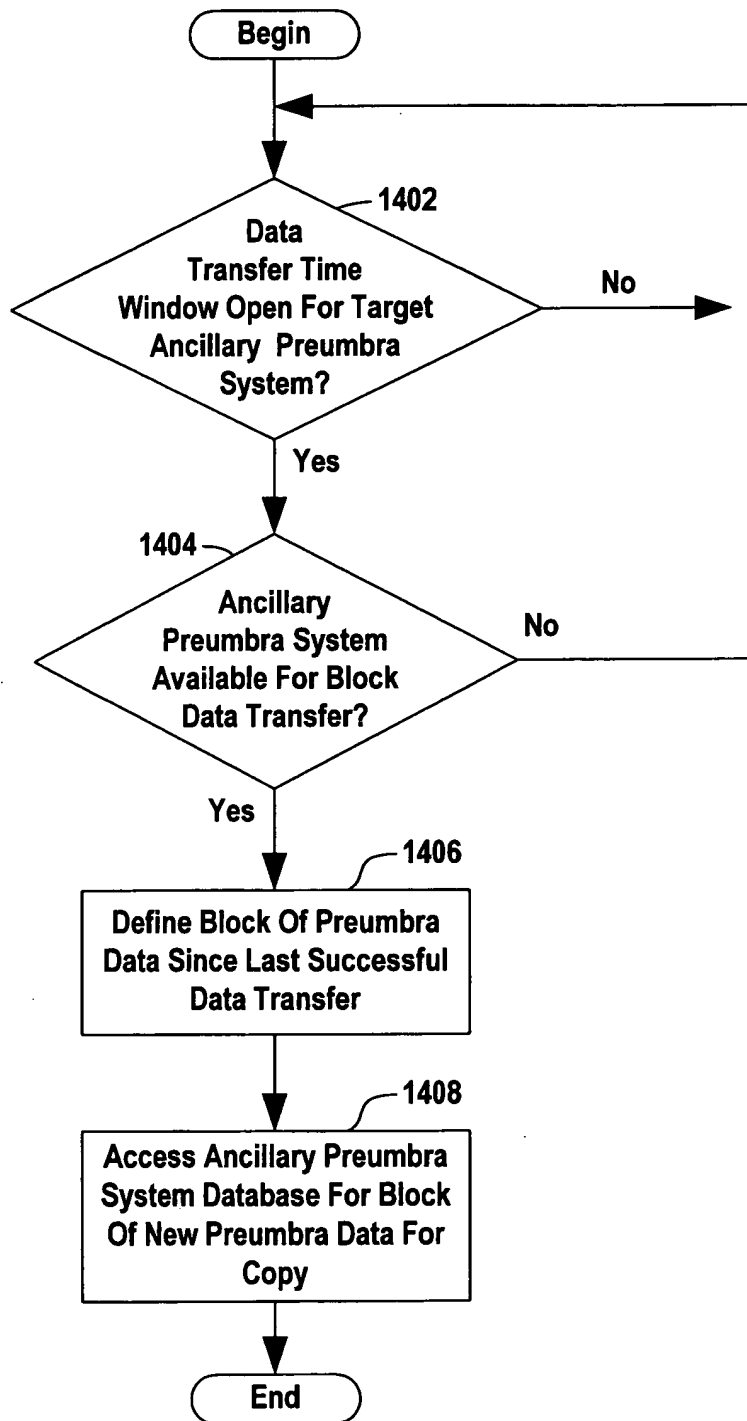 Begin
1402
Data
Transfer Time
Window Open For Target
Ancillary Preumbra
System?
No
Yes
1404
Ancillary
Preumbra System
Available For Block
Data Transfer?
No
Yes
1406
Define Block Of Preumbra
Data Since Last Successful
Data Transfer
1408
Access Ancillary Preumbra
System Database For Block
Of New Preumbra Data For
Copy
End